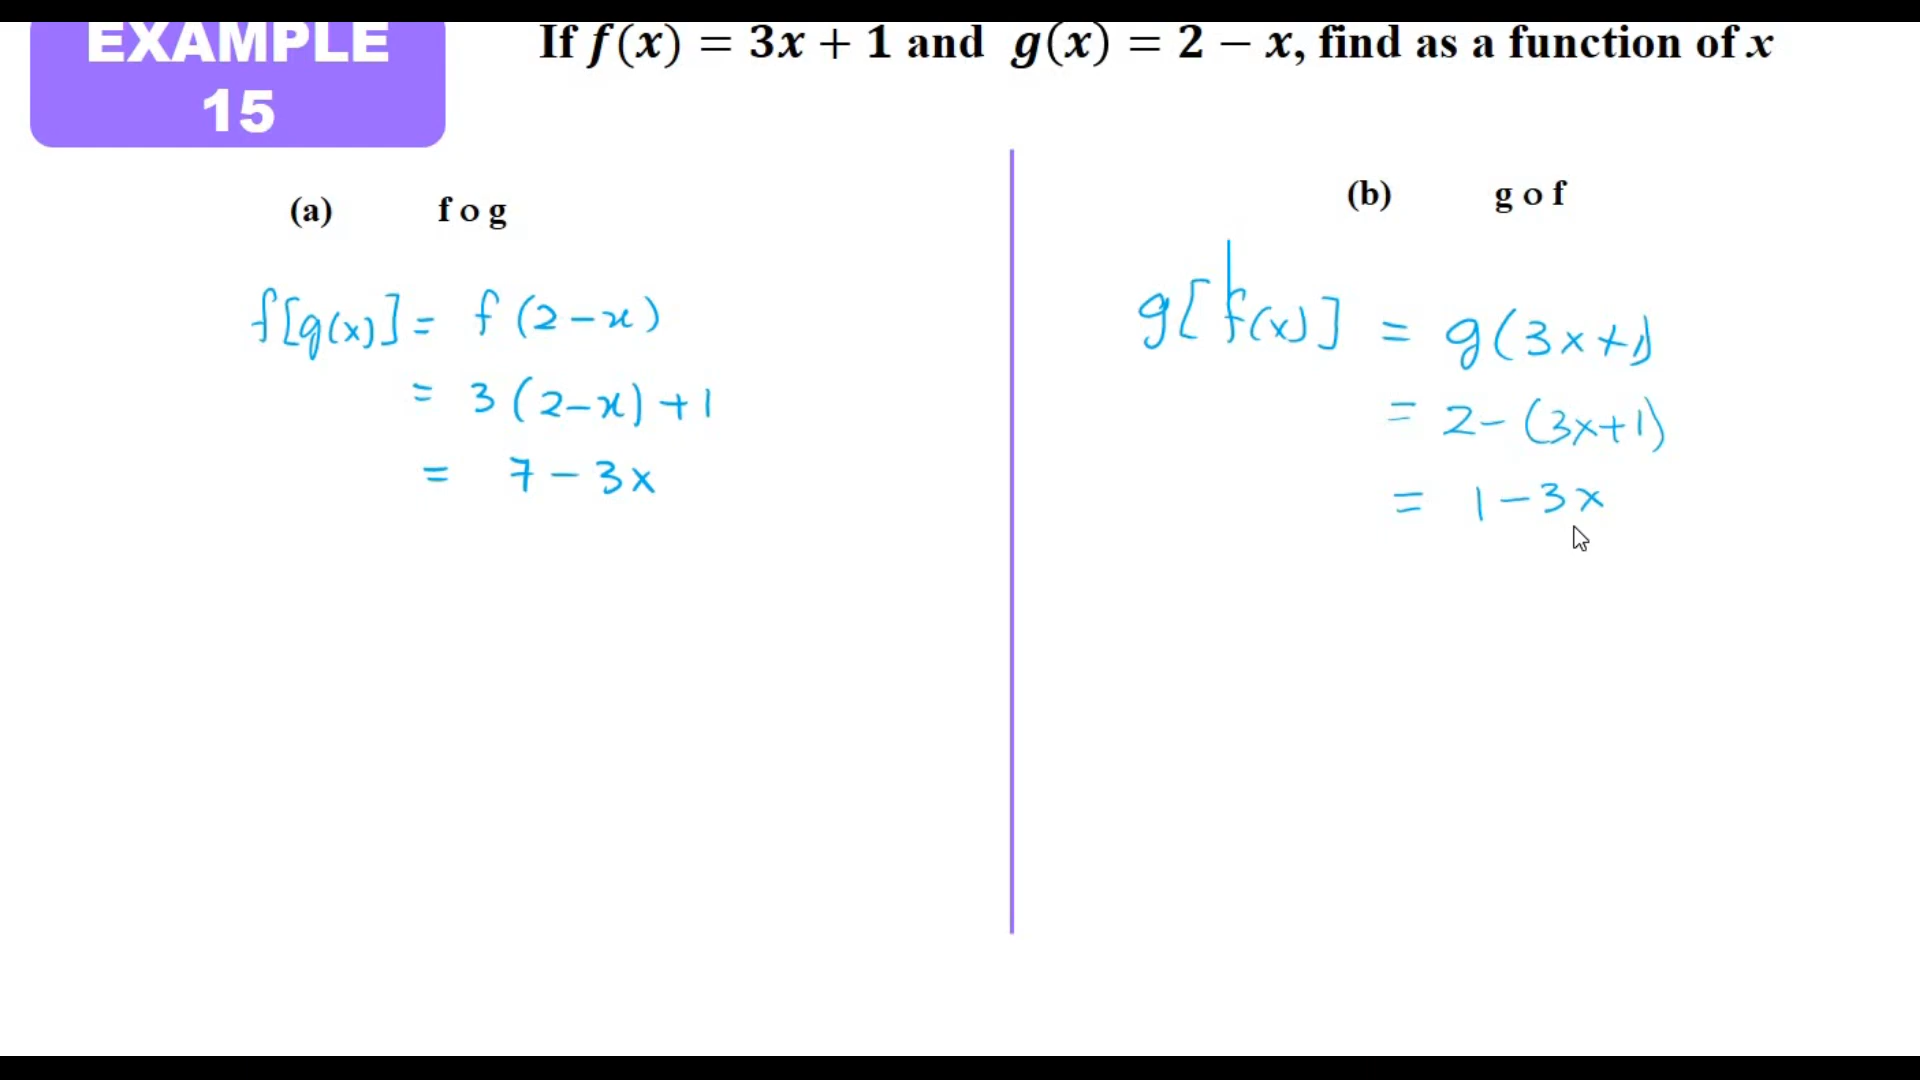 EXAMPLE
15
If f(x) = 3x + 1 and g(x) = 2 − x, find as a function of x
(a) f o g
f[g(x)] = f(2−x)
= 3(2−x)+1
= 7−3x
(b) g o f
g[f(x)] = g(3x+1)
= 2−(3x+1)
= 1−3x